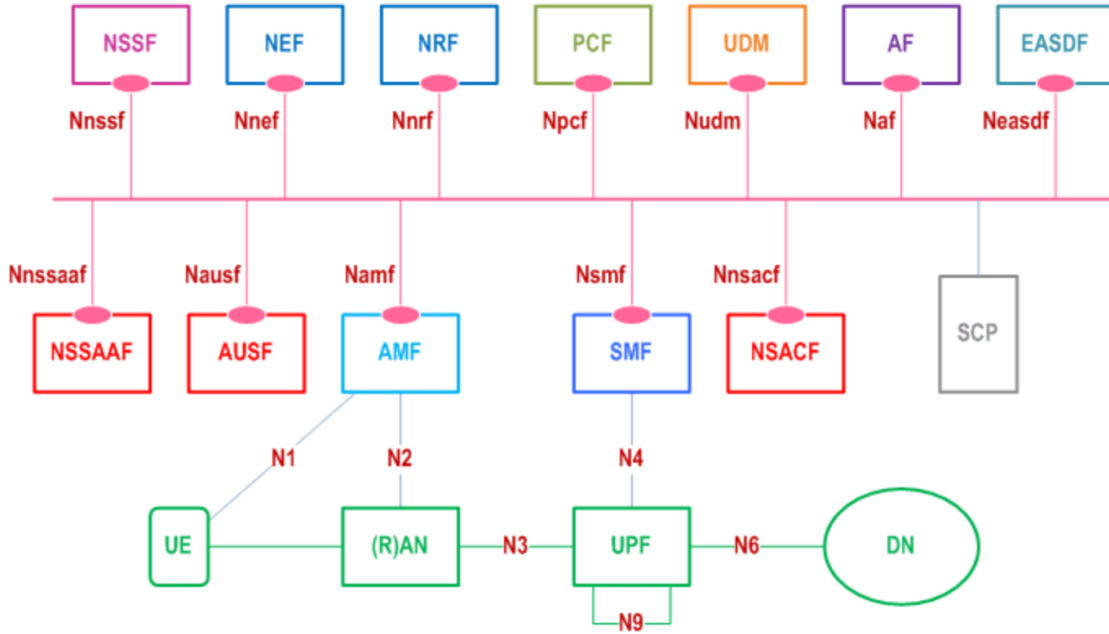 NSSF NEF NRF PCF UDM AF EASDF
Nnssf Nnef Nnrf Npcf Nudm Naf Neasdf
Nnssaaf Nausf Namf Nsmf Nnsacf
NSSAAF AUSF AMF SMF NSACF SCP
N1 N2 N4
UE (R)AN N3 UPF N6 DN
N9